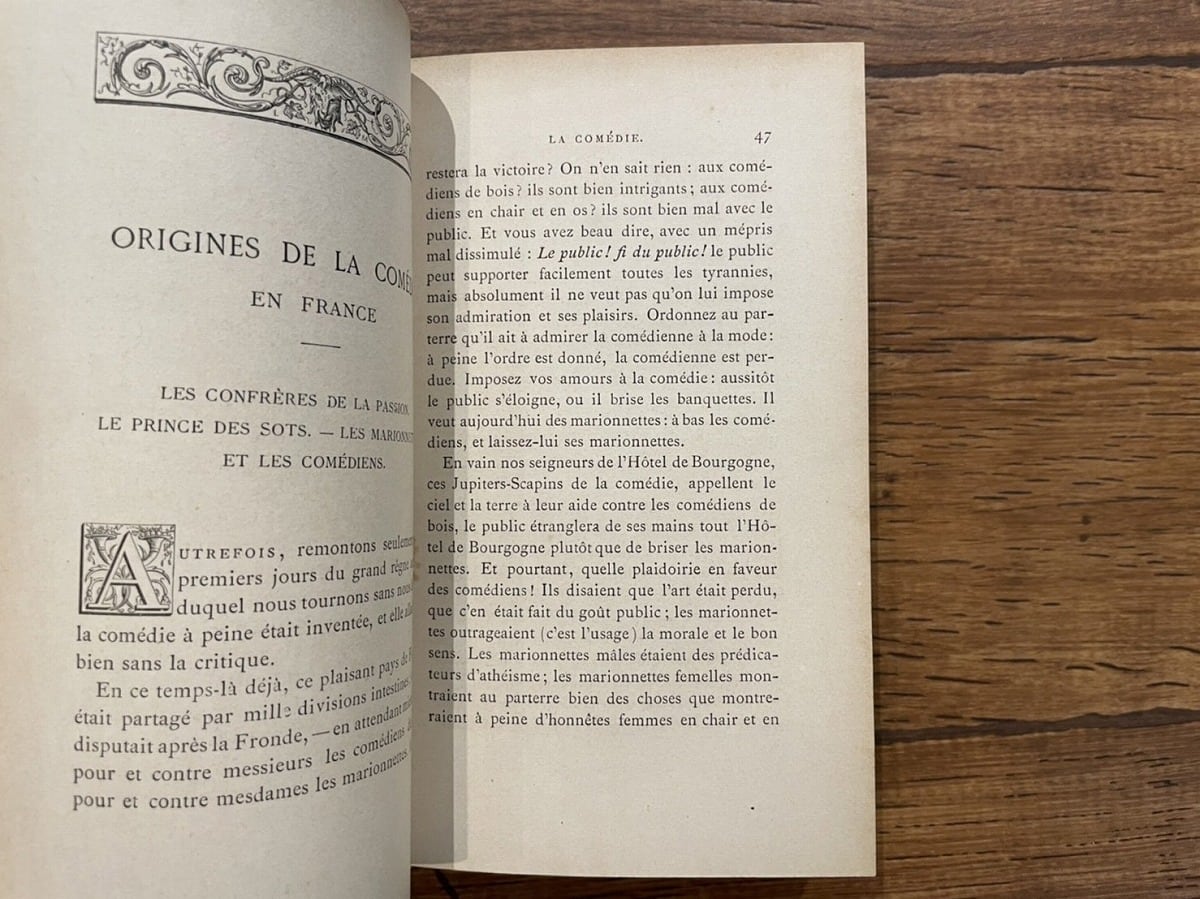 ORIGINES DE LA
EN FRANCE
LES CONFRÈRES DE LA PASSION.
LE PRINCE DES SOTS. — LES
ET LES COMÉDIENS.
AUTREFOIS, remontons
premiers jours du grand règne
duquel nous tournons sans
la comédie à peine était inventée, et elle
bien sans la critique.
En ce temps-là déjà, ce plaisant pays de
était partagé par mille divisions intestines.
disputait après la Fronde, — en attendant
pour et contre messieurs les comédiens
pour et contre mesdames les marionnettes
LA COMÉDIE. 47
restera la victoire? On n'en sait rien : aux comé-
diens de bois? ils sont bien intrigants; aux comé-
diens en chair et en os? ils sont bien mal avec le
public. Et vous avez beau dire, avec un mépris
mal dissimulé : Le public! fi du public! le public
peut supporter facilement toutes les tyrannies,
mais absolument il ne veut pas qu'on lui impose
son admiration et ses plaisirs. Ordonnez au par-
terre qu'il ait à admirer la comédienne à la mode:
à peine l'ordre est donné, la comédienne est per-
due. Imposez vos amours à la comédie: aussitôt
le public s'éloigne, ou il brise les banquettes. Il
veut aujourd'hui des marionnettes: à bas les comé-
diens, et laissez-lui ses marionnettes.
En vain nos seigneurs de l'Hôtel de Bourgogne,
ces Jupiters-Scapins de la comédie, appellent le
ciel et la terre à leur aide contre les comédiens de
bois, le public étranglera de ses mains tout l'Hô-
tel de Bourgogne plutôt que de briser les marion-
nettes. Et pourtant, quelle plaidoirie en faveur
des comédiens! Ils disaient que l'art était perdu,
que c'en était fait du goût public; les marionnet-
tes outrageaient (c'est l'usage) la morale et le bon
sens. Les marionnettes mâles étaient des prédica-
teurs d'athéisme; les marionnettes femelles mon-
traient au parterre bien des choses que montre-
raient à peine d'honnêtes femmes en chair et en